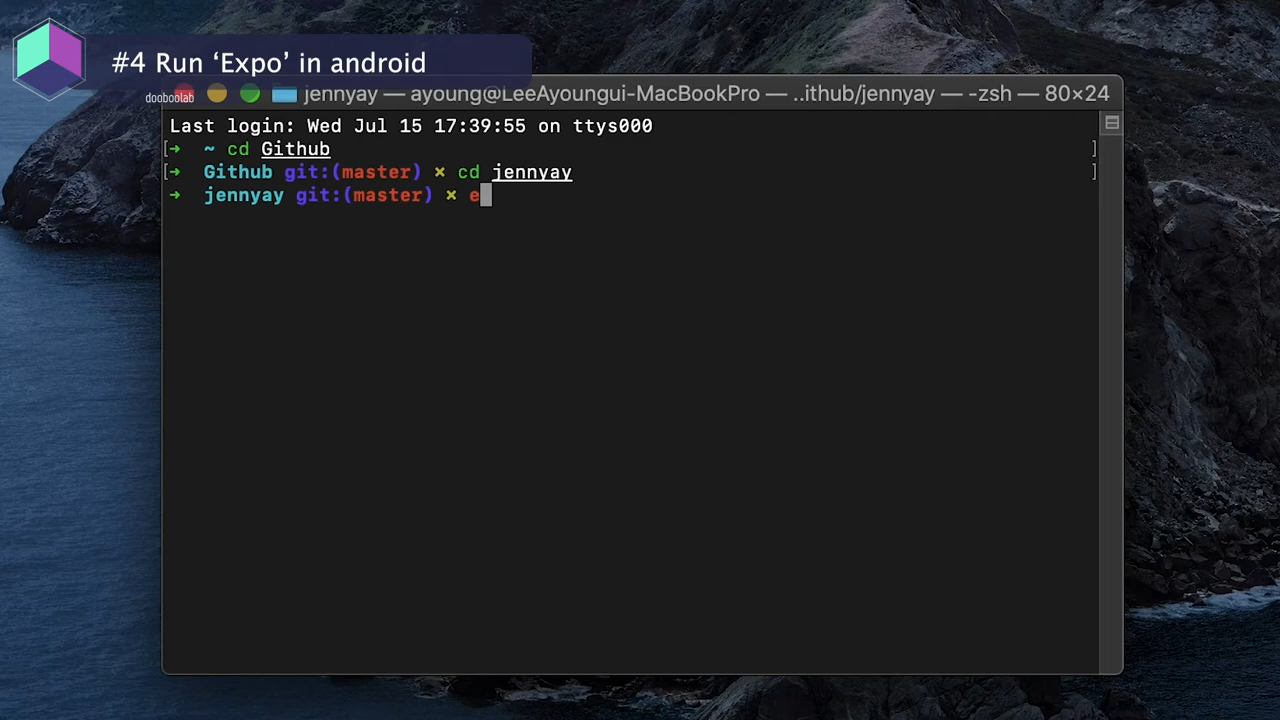 #4 Run ‘Expo’ in android
dooboolab
jennyay — ayoung@LeeAyoungui-MacBookPro — ..ithub/jennyay — -zsh — 80×24
Last login: Wed Jul 15 17:39:55 on ttys000
[➜  ~ cd Github ]
[➜  Github git:(master) ✗ cd jennyay ]
➜  jennyay git:(master) ✗ e